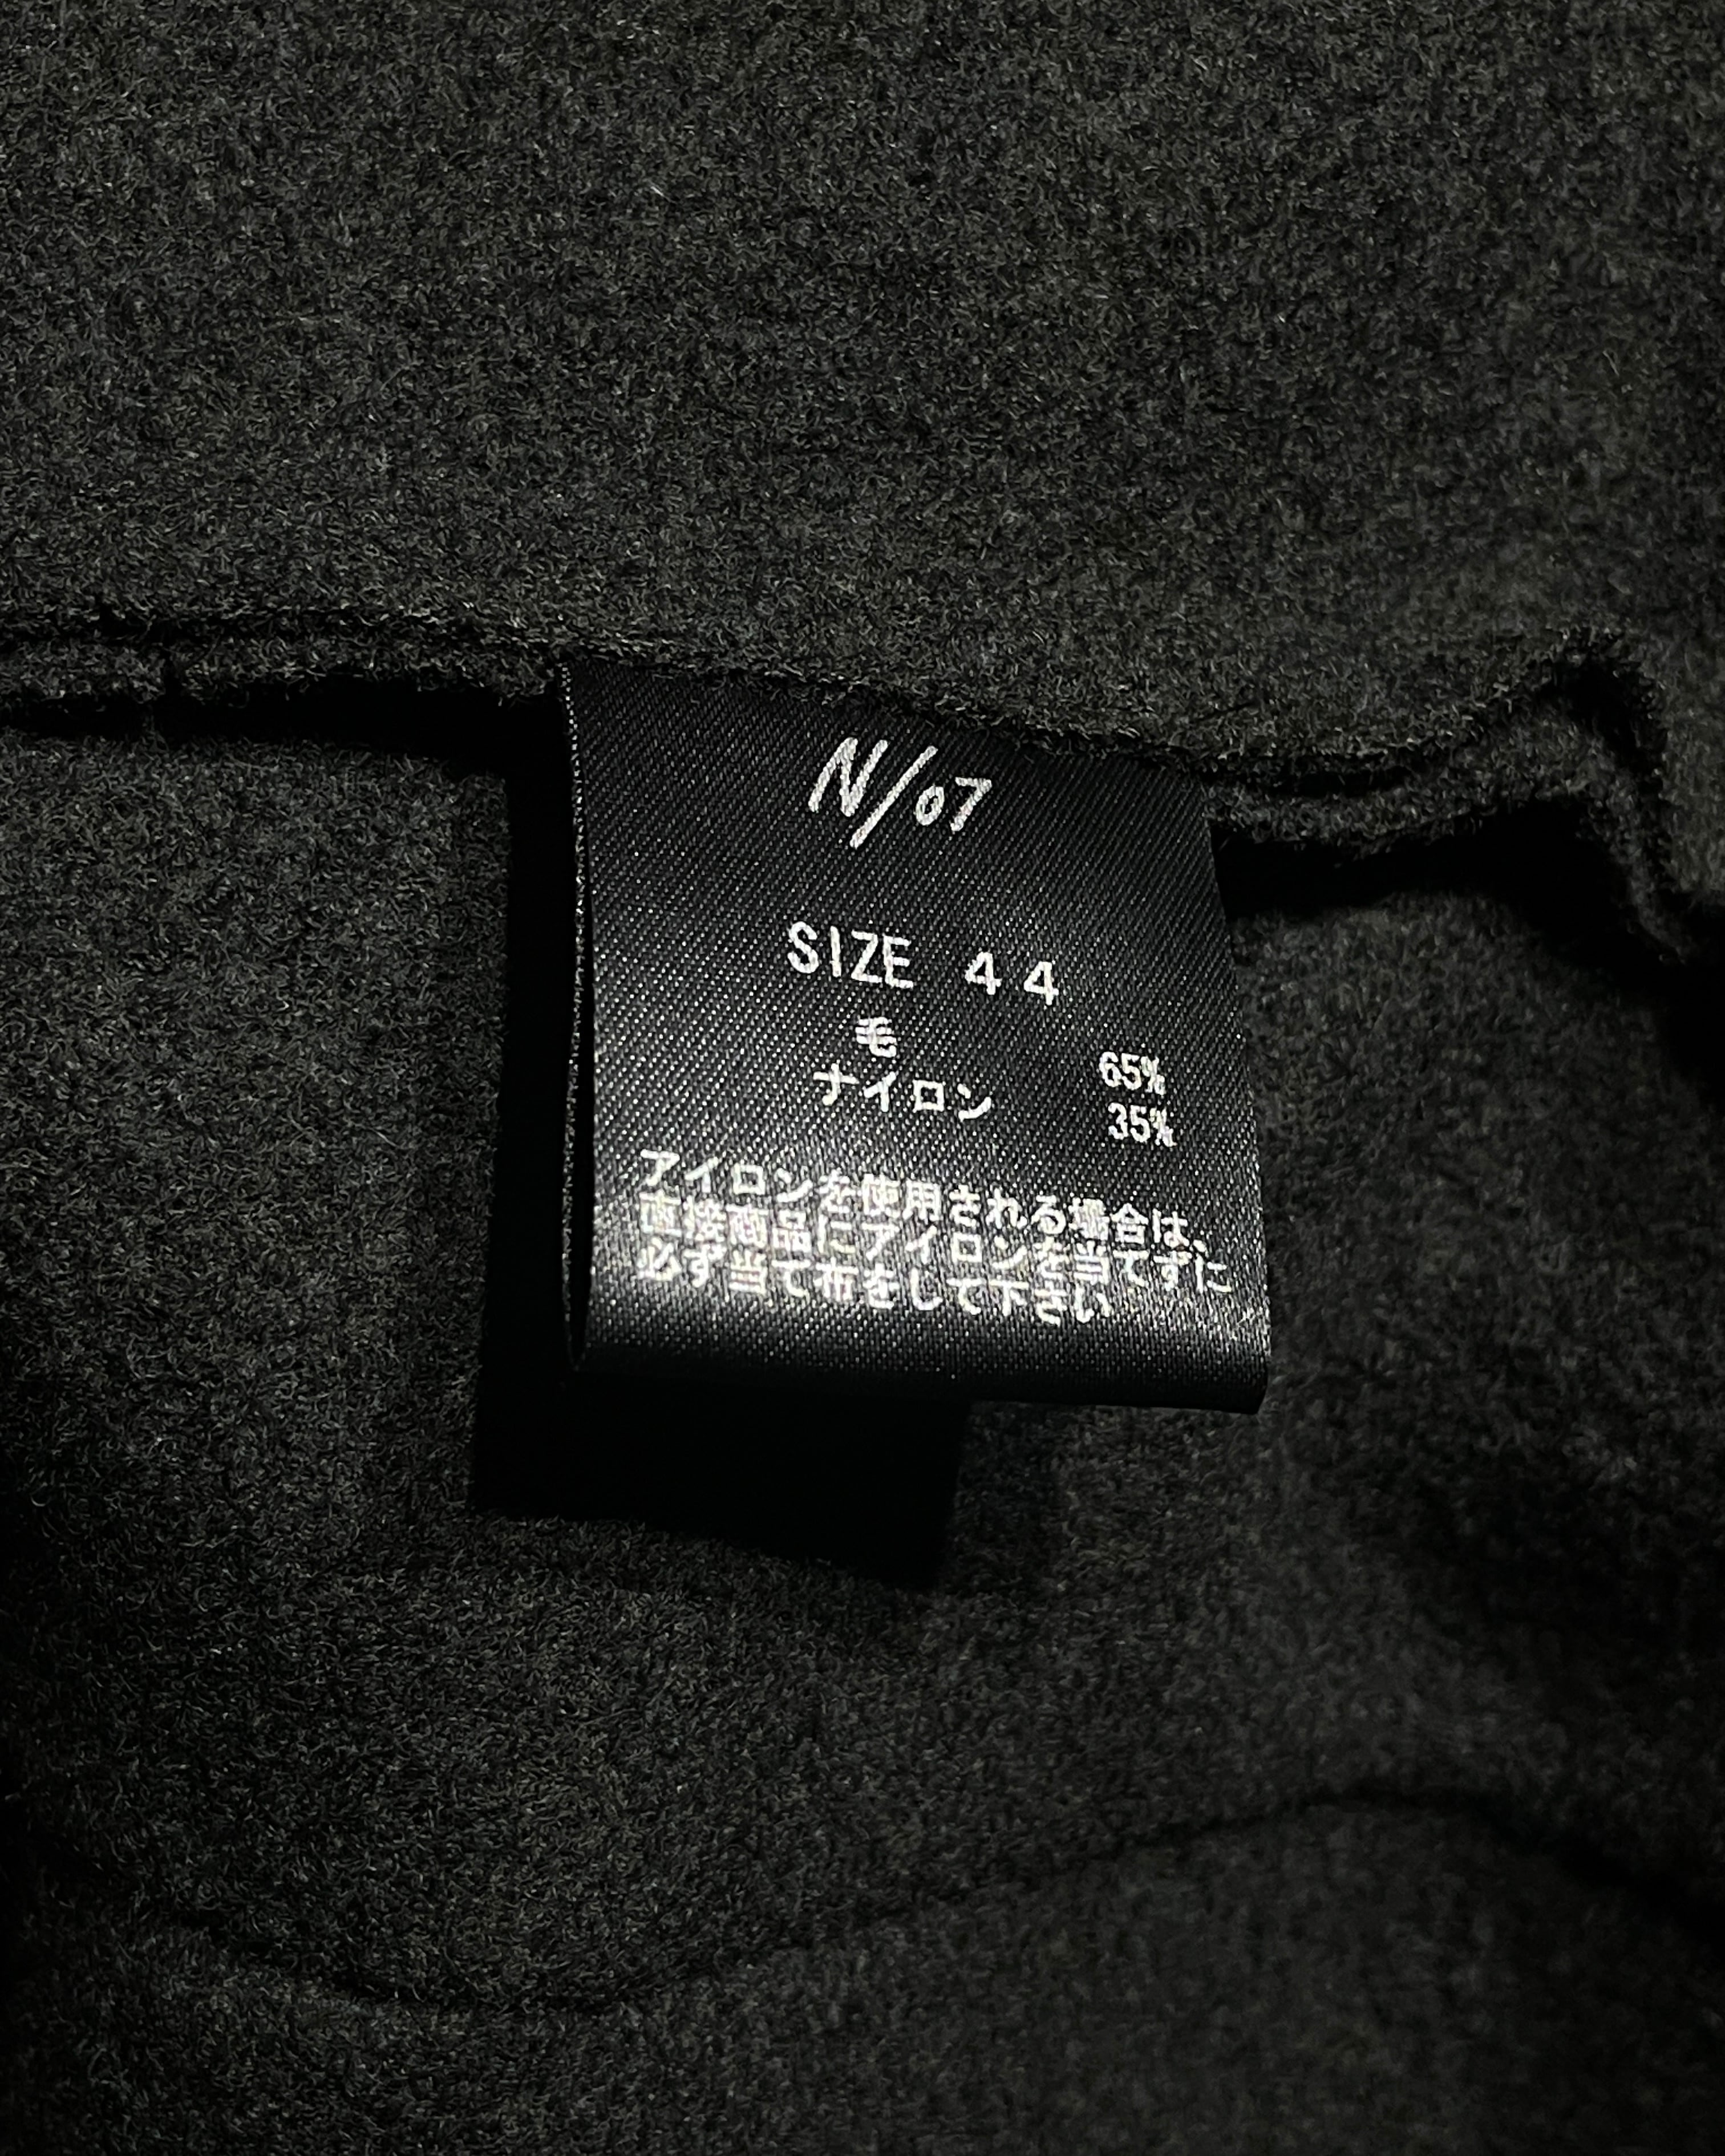 N/07
SIZE 44
毛 65%
ナイロン 35%
アイロンを使用される場合は、
直接商品にアイロンを当てずに
必ず当て布をして下さい